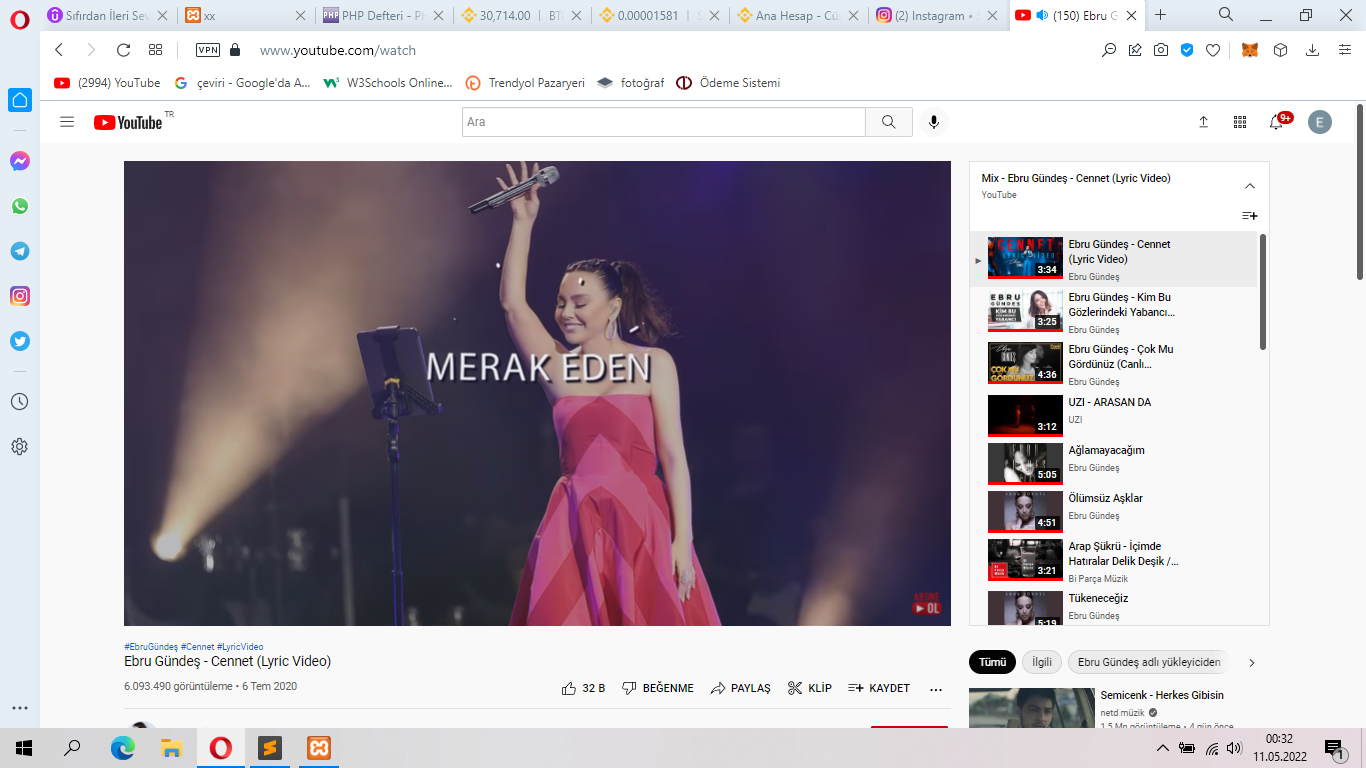 Sıfırdan İleri Sev
xx
PHP Defteri - Ph
30,714.00 | BT
0.00001581 | S
Ana Hesap - Cü
(2) Instagram •
(150) Ebru G
VPN
www.youtube.com/watch
(2994) YouTube
çeviri - Google'da A...
W3Schools Online...
Trendyol Pazaryeri
fotoğraf
Ödeme Sistemi
YouTube TR
Ara
9+
E
MERAK EDEN
ABONE
OL
Mix - Ebru Gündeş - Cennet (Lyric Video)
YouTube
CENNET
LYRIC VIDEO
3:34
Ebru Gündeş - Cennet
(Lyric Video)
Ebru Gündeş
EBRU
GÜNDEŞ
KİM BU
GÖZLERİNDEKİ
YABANCI
3:25
Ebru Gündeş - Kim Bu
Gözlerindeki Yabancı...
Ebru Gündeş
ÇOK MU
GÖRDÜNÜZ
4:36
Ebru Gündeş - Çok Mu
Gördünüz (Canlı...
Ebru Gündeş
3:12
UZI - ARASAN DA
UZI
5:05
Ağlamayacağım
Ebru Gündeş
4:51
Ölümsüz Aşklar
Ebru Gündeş
3:21
Arap Şükrü - İçimde
Hatıralar Delik Deşik /...
Bi Parça Müzik
5:19
Tükeneceğiz
Ebru Gündeş
#EbruGündeş #Cennet #LyricVideo
Ebru Gündeş - Cennet (Lyric Video)
6.093.490 görüntüleme • 6 Tem 2020
32 B
BEĞENME
PAYLAŞ
KLİP
KAYDET
Tümü
İlgili
Ebru Gündeş adlı yükleyiciden
Semicenk - Herkes Gibisin
netd müzik
1,5 Mn görüntüleme • 4 gün önce
00:32
11.05.2022
1